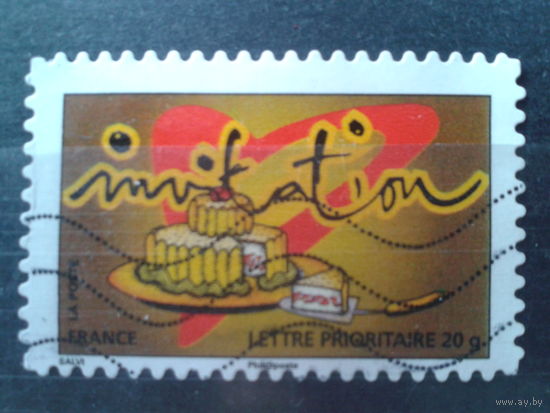 invitation
LA POSTE
FRANCE
LETTRE PRIORITAIRE 20 g
SALVI
Phil@poste
www.ay.by